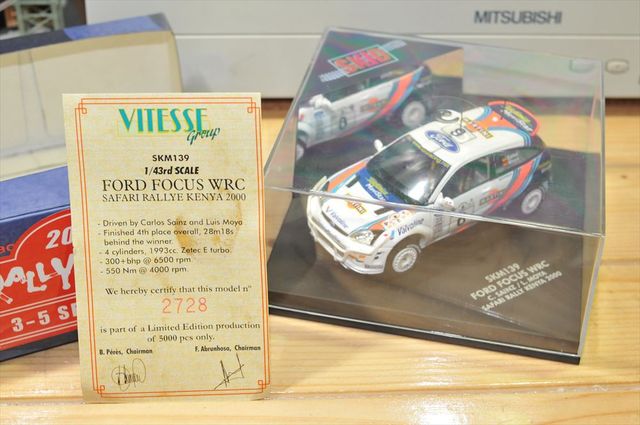 MITSUBISHI
VITESSE
Group
SKM139
1/43rd SCALE
FORD FOCUS WRC
SAFARI RALLYE KENYA 2000
- Driven by Carlos Sainz and Luis Moya
- Finished 4th place overall, 28m18s
behind the winner.
- 4 cylinders, 1993cc. Zetec E turbo.
- 300+bhp @ 6500 rpm.
- 550 Nm @ 4000 rpm.
We hereby certify that this model n°
2728
is part of a Limited Edition production
of 5000 pcs only.
B. Pérès, Chairman
F. Abrunhosa, Chairman
20
RALLY
3-5 S
Ford
Valvoline
SKM139
FORD FOCUS WRC
C. SAINZ / L. MOYA
SAFARI RALLY KENYA 2000